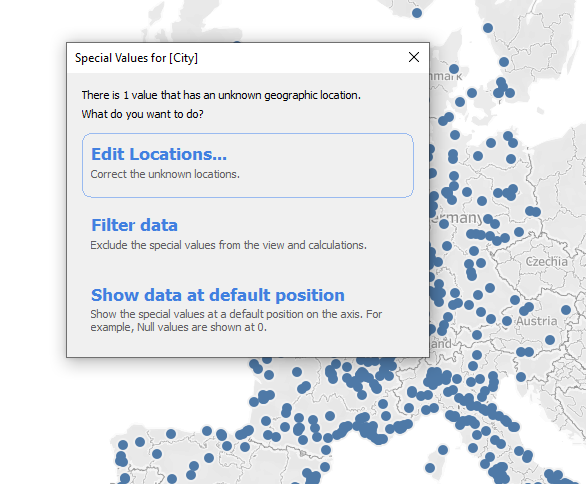 Special Values for [City]
There is 1 value that has an unknown geographic location.
What do you want to do?
Edit Locations...
Correct the unknown locations.
Filter data
Exclude the special values from the view and calculations.
Show data at default position
Show the special values at a default position on the axis. For
example, Null values are shown at 0.
nmark
ermany
Czechia
Austria
land